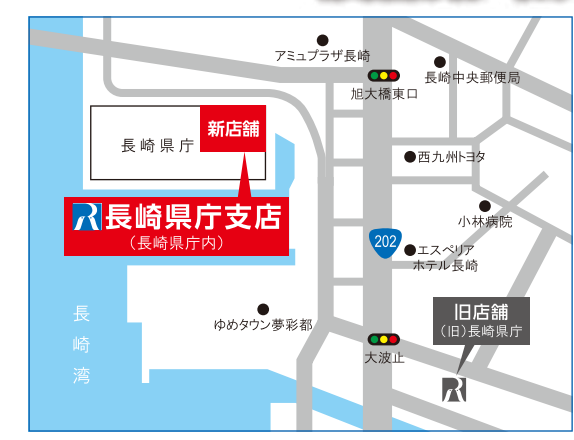 アミュプラザ長崎
長崎中央郵便局
旭大橋東口
新店舗
長崎県庁
西九州トヨタ
長崎県庁支店
（長崎県庁内）
小林病院
202
エスペリア
ホテル長崎
旧店舗
（旧）長崎県庁
長崎湾
ゆめタウン夢彩都
大波止